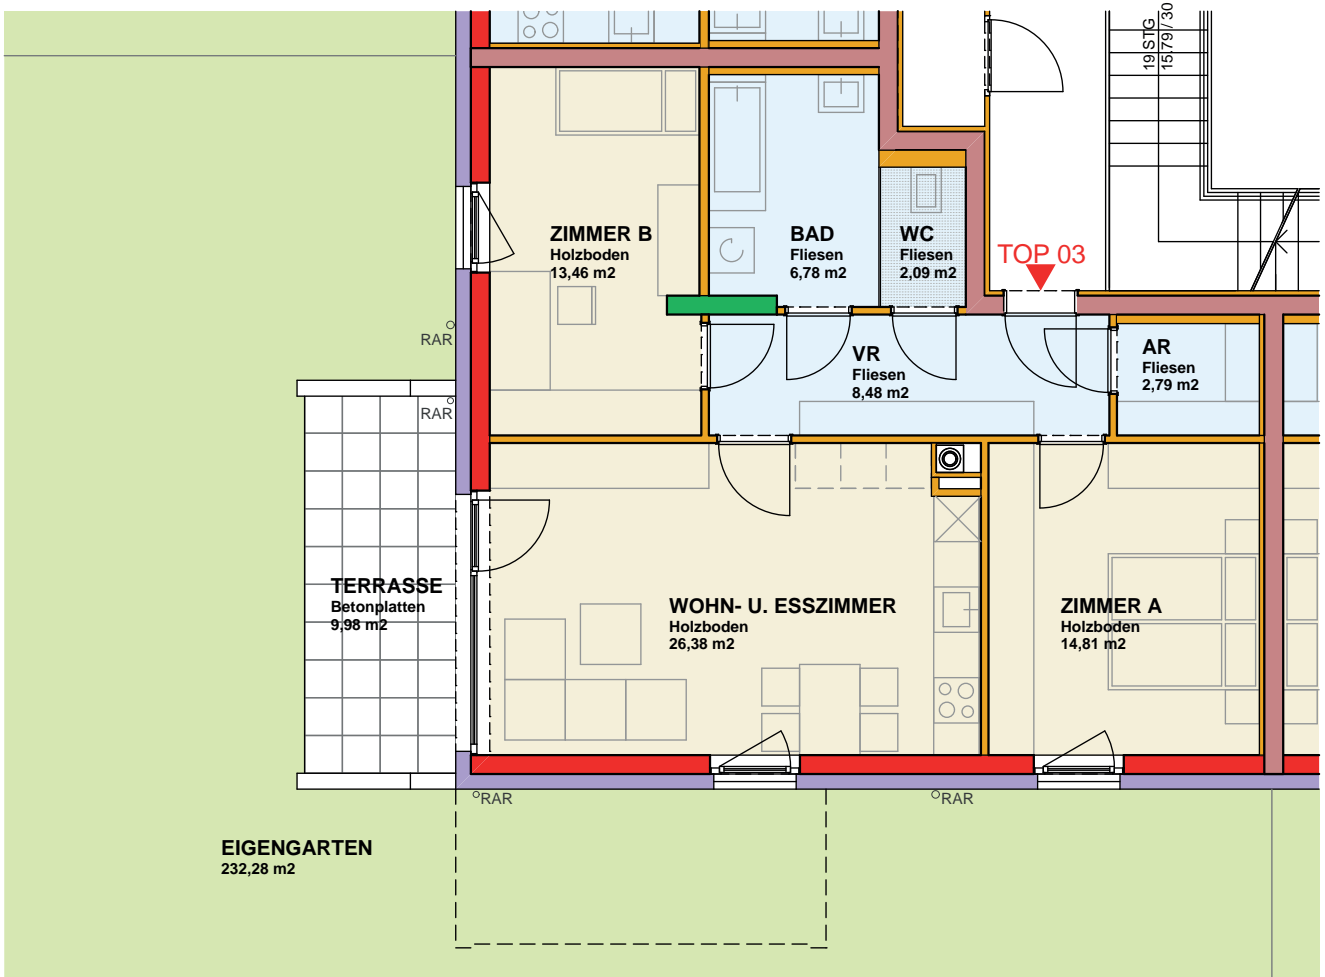 19 STG
15.79 / 30
ZIMMER B
Holzboden
13,46 m2
BAD
Fliesen
6,78 m2
WC
Fliesen
2,09 m2
TOP 03
RAR
VR
Fliesen
8,48 m2
AR
Fliesen
2,79 m2
RAR
TERRASSE
Betonplatten
9,98 m2
WOHN- U. ESSZIMMER
Holzboden
26,38 m2
ZIMMER A
Holzboden
14,81 m2
RAR
RAR
EIGENGARTEN
232,28 m2